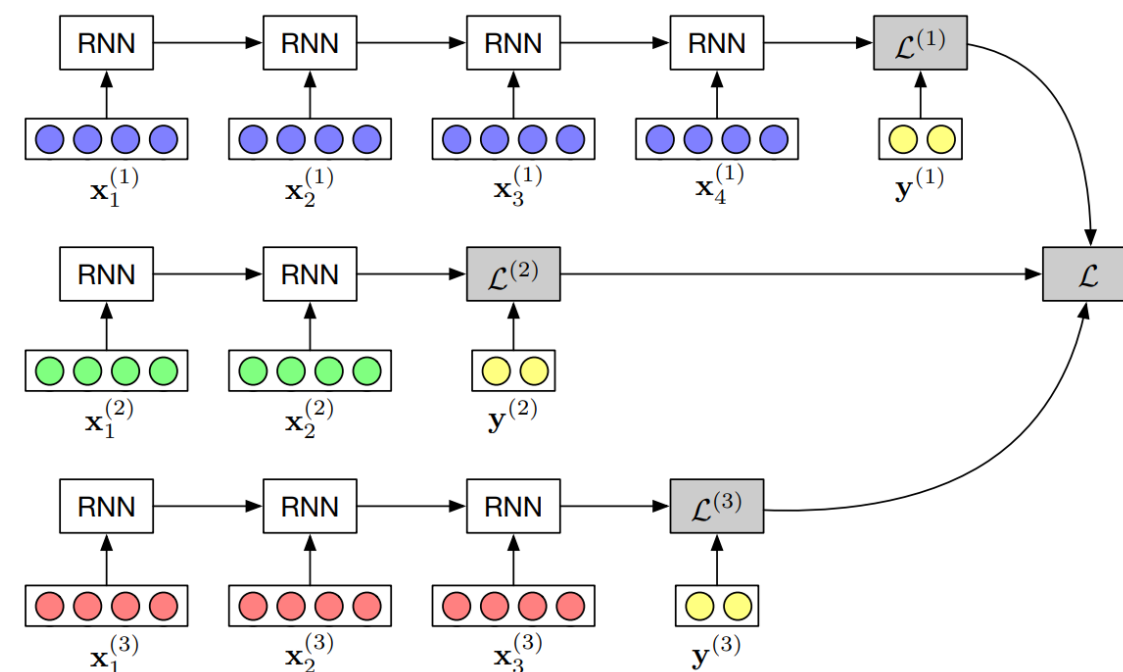 RNN RNN RNN RNN ℒ⁽¹⁾
x₁⁽¹⁾ x₂⁽¹⁾ x₃⁽¹⁾ x₄⁽¹⁾ y⁽¹⁾
RNN RNN ℒ⁽²⁾ ℒ
x₁⁽²⁾ x₂⁽²⁾ y⁽²⁾
RNN RNN RNN ℒ⁽³⁾
x₁⁽³⁾ x₂⁽³⁾ x₃⁽³⁾ y⁽³⁾